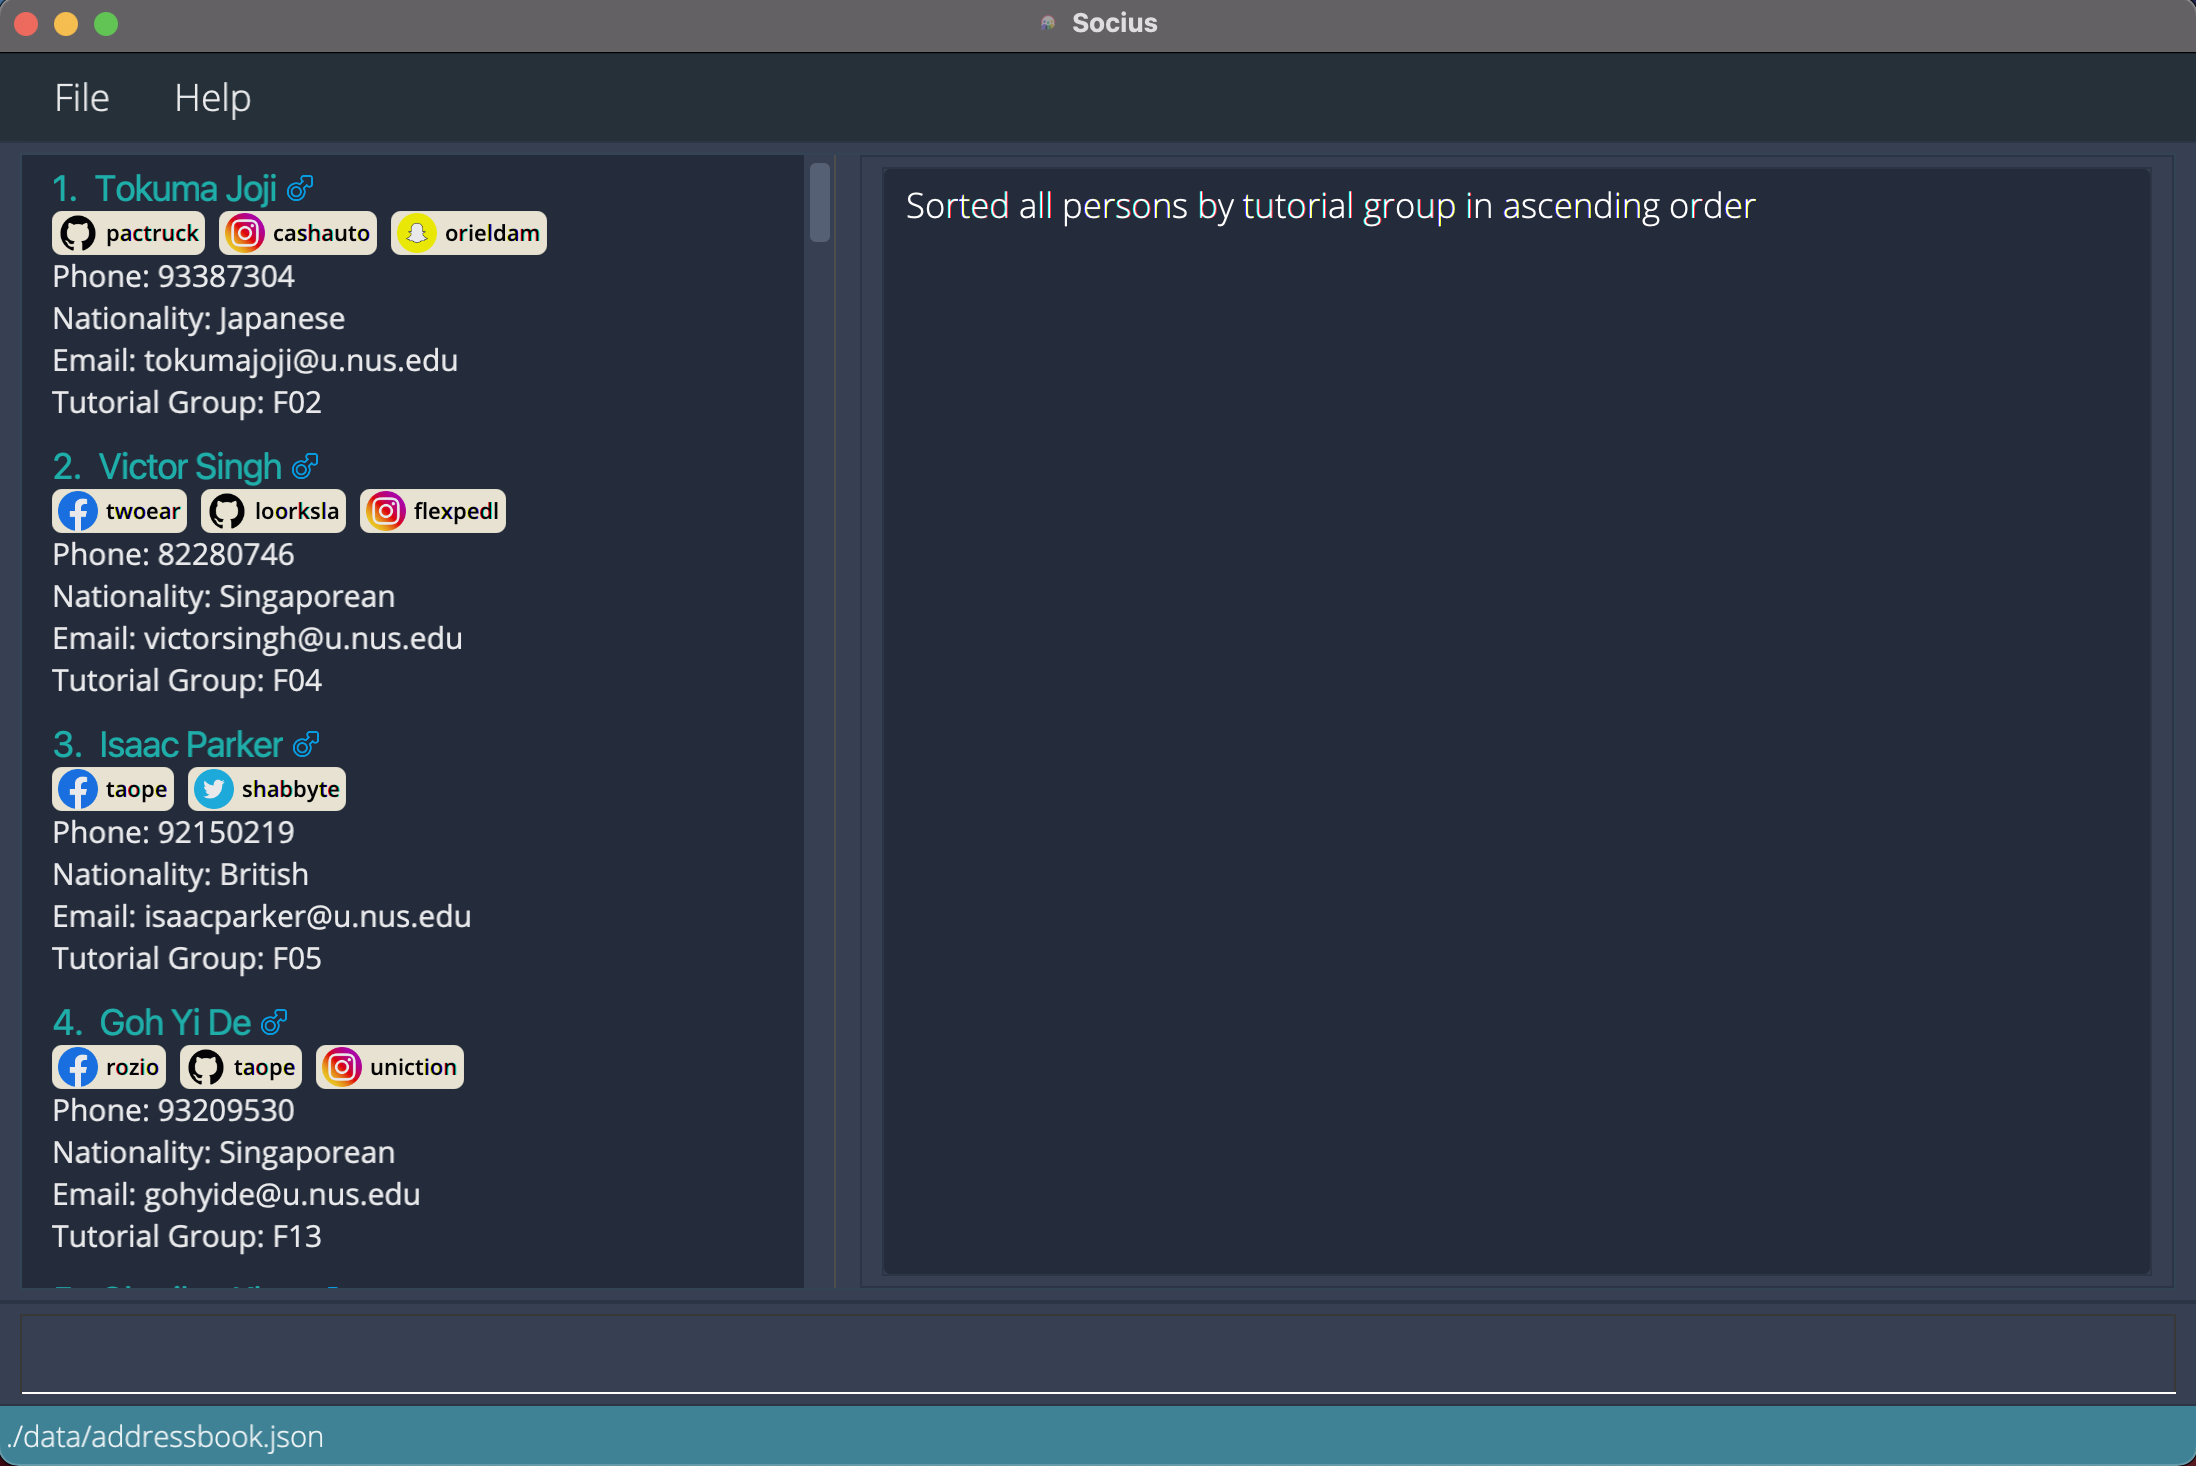 Socius
File Help
1. Tokuma Joji
pactruck cashauto orieldam
Phone: 93387304
Nationality: Japanese
Email: tokumajoji@u.nus.edu
Tutorial Group: F02
2. Victor Singh
twoear loorksla flexpedl
Phone: 82280746
Nationality: Singaporean
Email: victorsingh@u.nus.edu
Tutorial Group: F04
3. Isaac Parker
taope shabbyte
Phone: 92150219
Nationality: British
Email: isaacparker@u.nus.edu
Tutorial Group: F05
4. Goh Yi De
rozio taope uniction
Phone: 93209530
Nationality: Singaporean
Email: gohyide@u.nus.edu
Tutorial Group: F13
Sorted all persons by tutorial group in ascending order
./data/addressbook.json